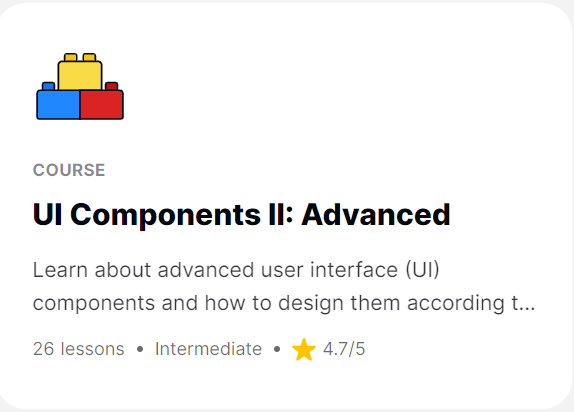 COURSE
UI Components II: Advanced
Learn about advanced user interface (UI)
components and how to design them according t...
26 lessons • Intermediate • ⭐ 4.7/5